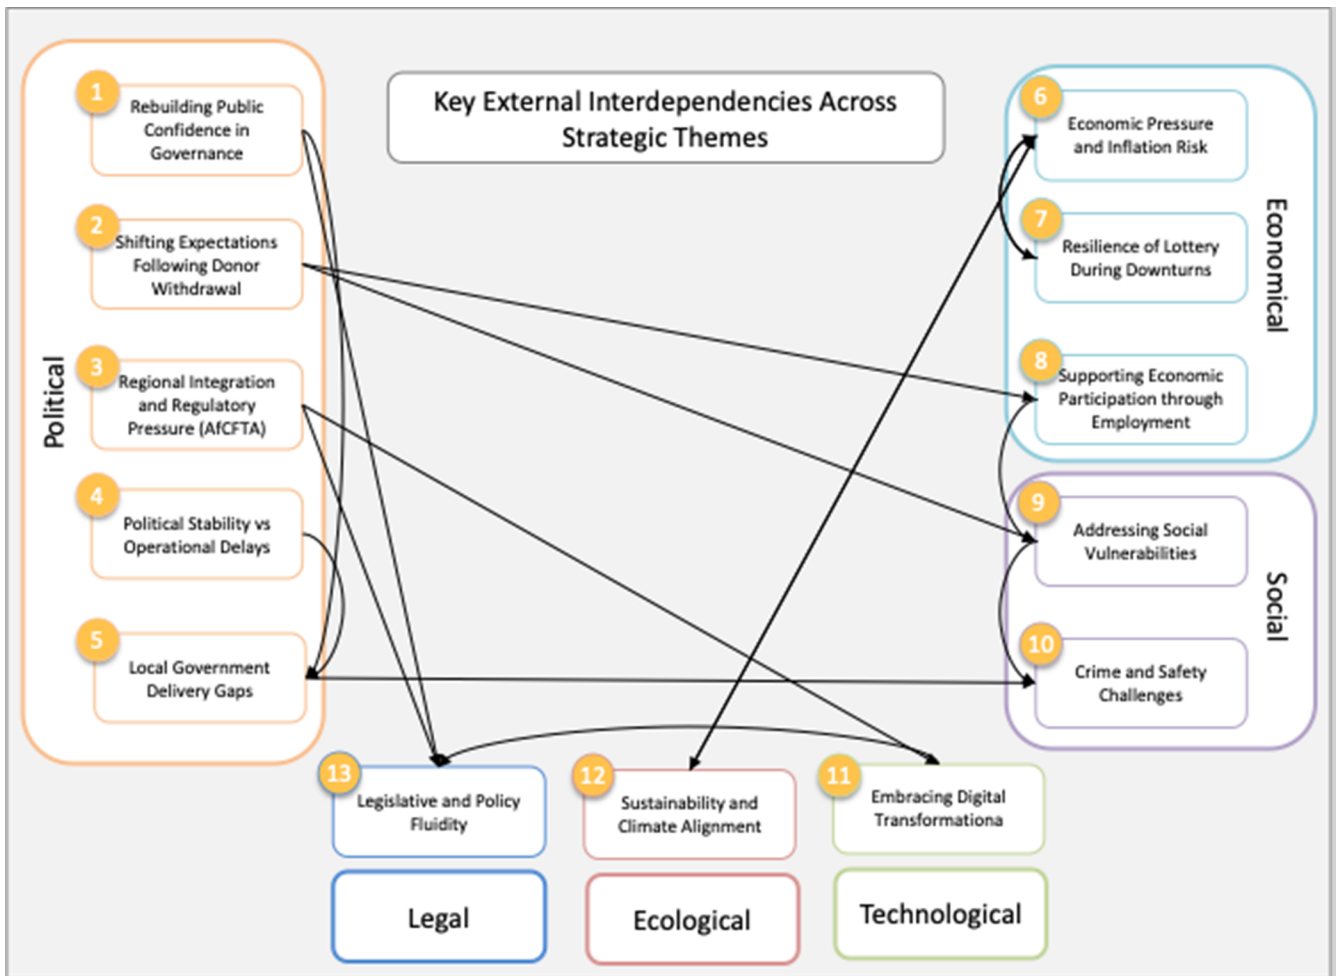 Key External Interdependencies Across
Strategic Themes
Political
1
Rebuilding Public
Confidence in
Governance
2
Shifting Expectations
Following Donor
Withdrawal
3
Regional Integration
and Regulatory
Pressure (AfCFTA)
4
Political Stability vs
Operational Delays
5
Local Government
Delivery Gaps
Economical
6
Economic Pressure
and Inflation Risk
7
Resilience of Lottery
During Downturns
8
Supporting Economic
Participation through
Employment
Social
9
Addressing Social
Vulnerabilities
10
Crime and Safety
Challenges
13
Legislative and Policy
Fluidity
Legal
12
Sustainability and
Climate Alignment
Ecological
11
Embracing Digital
Transformationa
Technological